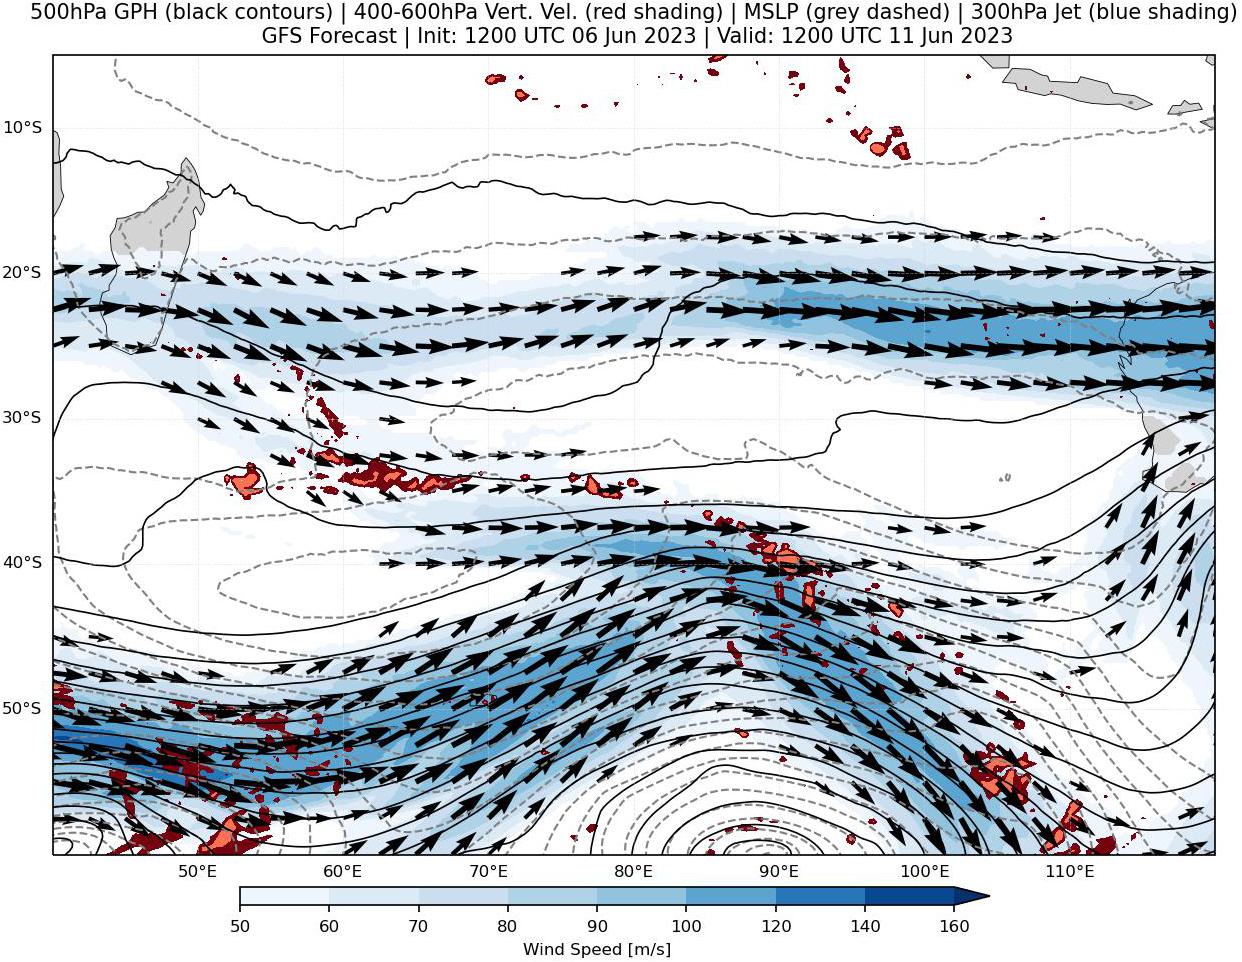 500hPa GPH (black contours) | 400-600hPa Vert. Vel. (red shading) | MSLP (grey dashed) | 300hPa Jet (blue shading)
GFS Forecast | Init: 1200 UTC 06 Jun 2023 | Valid: 1200 UTC 11 Jun 2023
10°S
20°S
30°S
40°S
50°S
50°E 60°E 70°E 80°E 90°E 100°E 110°E
50 60 70 80 90 100 120 140 160
Wind Speed [m/s]